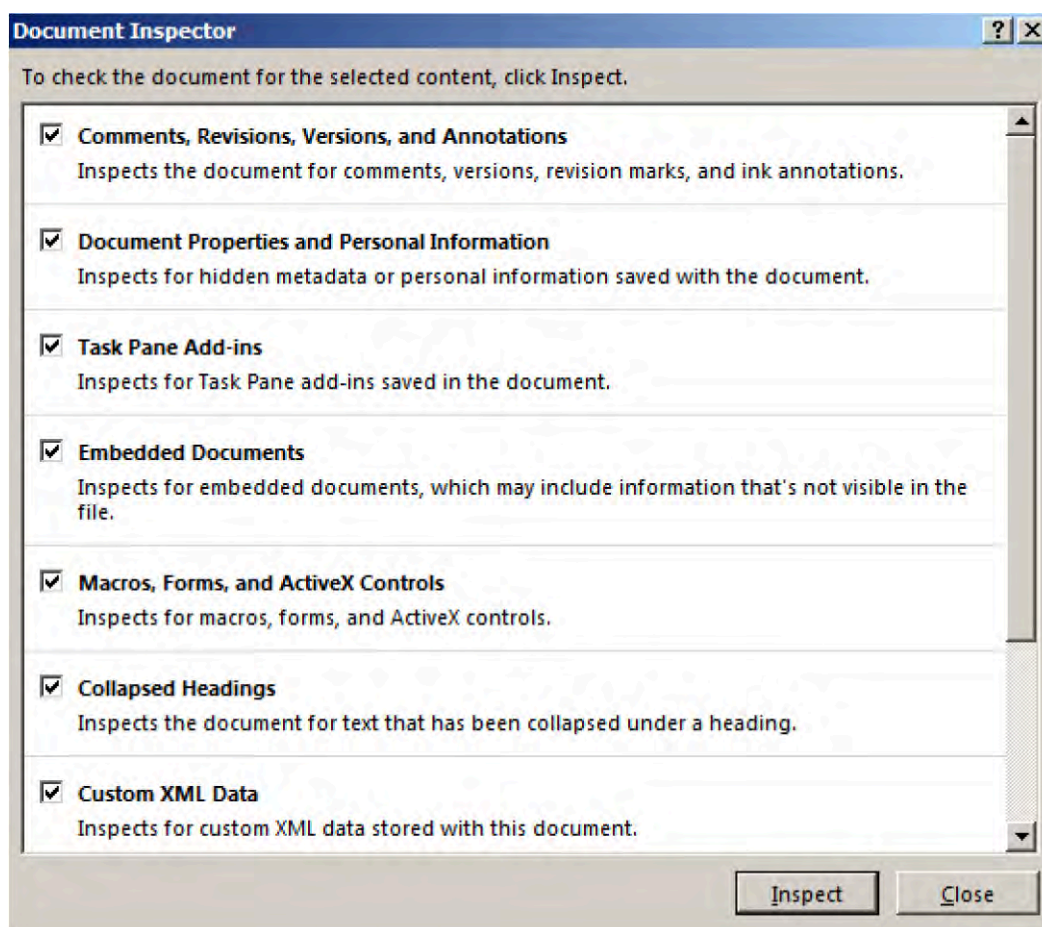 Document Inspector
To check the document for the selected content, click Inspect.
Comments, Revisions, Versions, and Annotations
Inspects the document for comments, versions, revision marks, and ink annotations.
Document Properties and Personal Information
Inspects for hidden metadata or personal information saved with the document.
Task Pane Add-ins
Inspects for Task Pane add-ins saved in the document.
Embedded Documents
Inspects for embedded documents, which may include information that's not visible in the
file.
Macros, Forms, and ActiveX Controls
Inspects for macros, forms, and ActiveX controls.
Collapsed Headings
Inspects the document for text that has been collapsed under a heading.
Custom XML Data
Inspects for custom XML data stored with this document.
Inspect Close